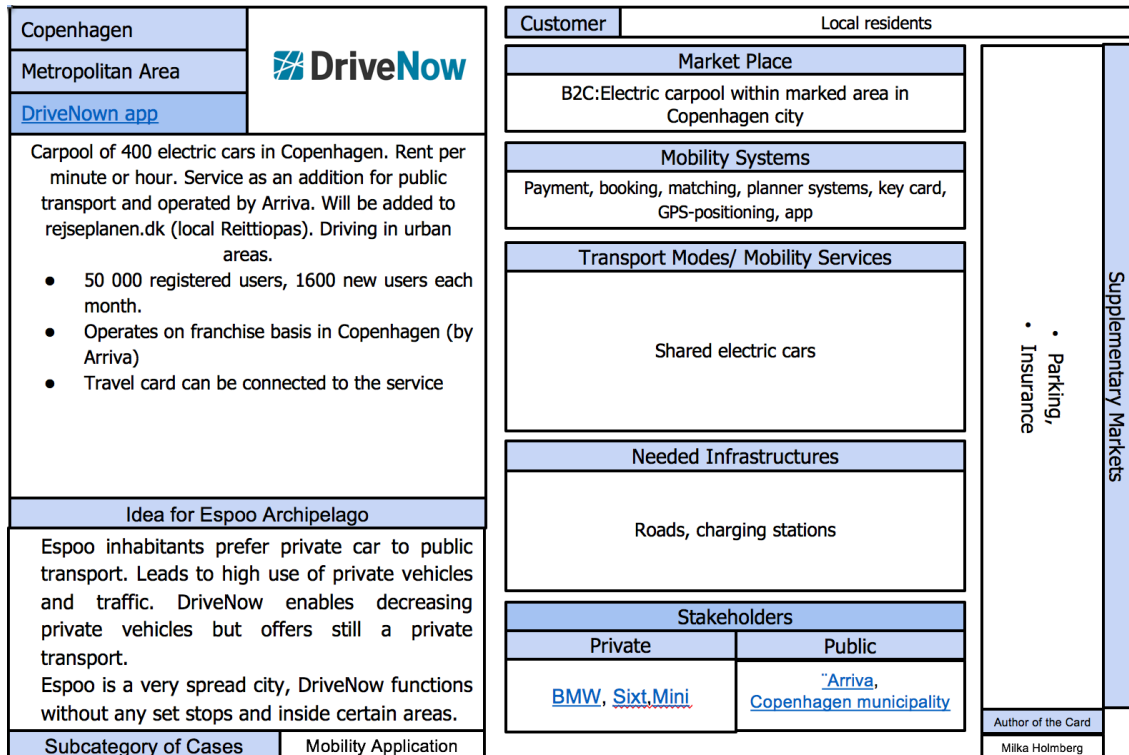 Copenhagen
Metropolitan Area
DriveNown app
DriveNow
Carpool of 400 electric cars in Copenhagen. Rent per
minute or hour. Service as an addition for public
transport and operated by Arriva. Will be added to
rejseplanen.dk (local Reittiopas). Driving in urban
areas.
● 50 000 registered users, 1600 new users each
month.
● Operates on franchise basis in Copenhagen (by
Arriva)
● Travel card can be connected to the service
Idea for Espoo Archipelago
Espoo inhabitants prefer private car to public
transport. Leads to high use of private vehicles
and traffic. DriveNow enables decreasing
private vehicles but offers still a private
transport.
Espoo is a very spread city, DriveNow functions
without any set stops and inside certain areas.
Subcategory of Cases
Mobility Application
Customer
Local residents
Market Place
B2C:Electric carpool within marked area in
Copenhagen city
Mobility Systems
Payment, booking, matching, planner systems, key card,
GPS-positioning, app
Transport Modes/ Mobility Services
Shared electric cars
Needed Infrastructures
Roads, charging stations
Stakeholders
Private
Public
BMW, Sixt,Mini
¨Arriva,
Copenhagen municipality
Supplementary Markets
• Parking,
• Insurance
Author of the Card
Milka Holmberg